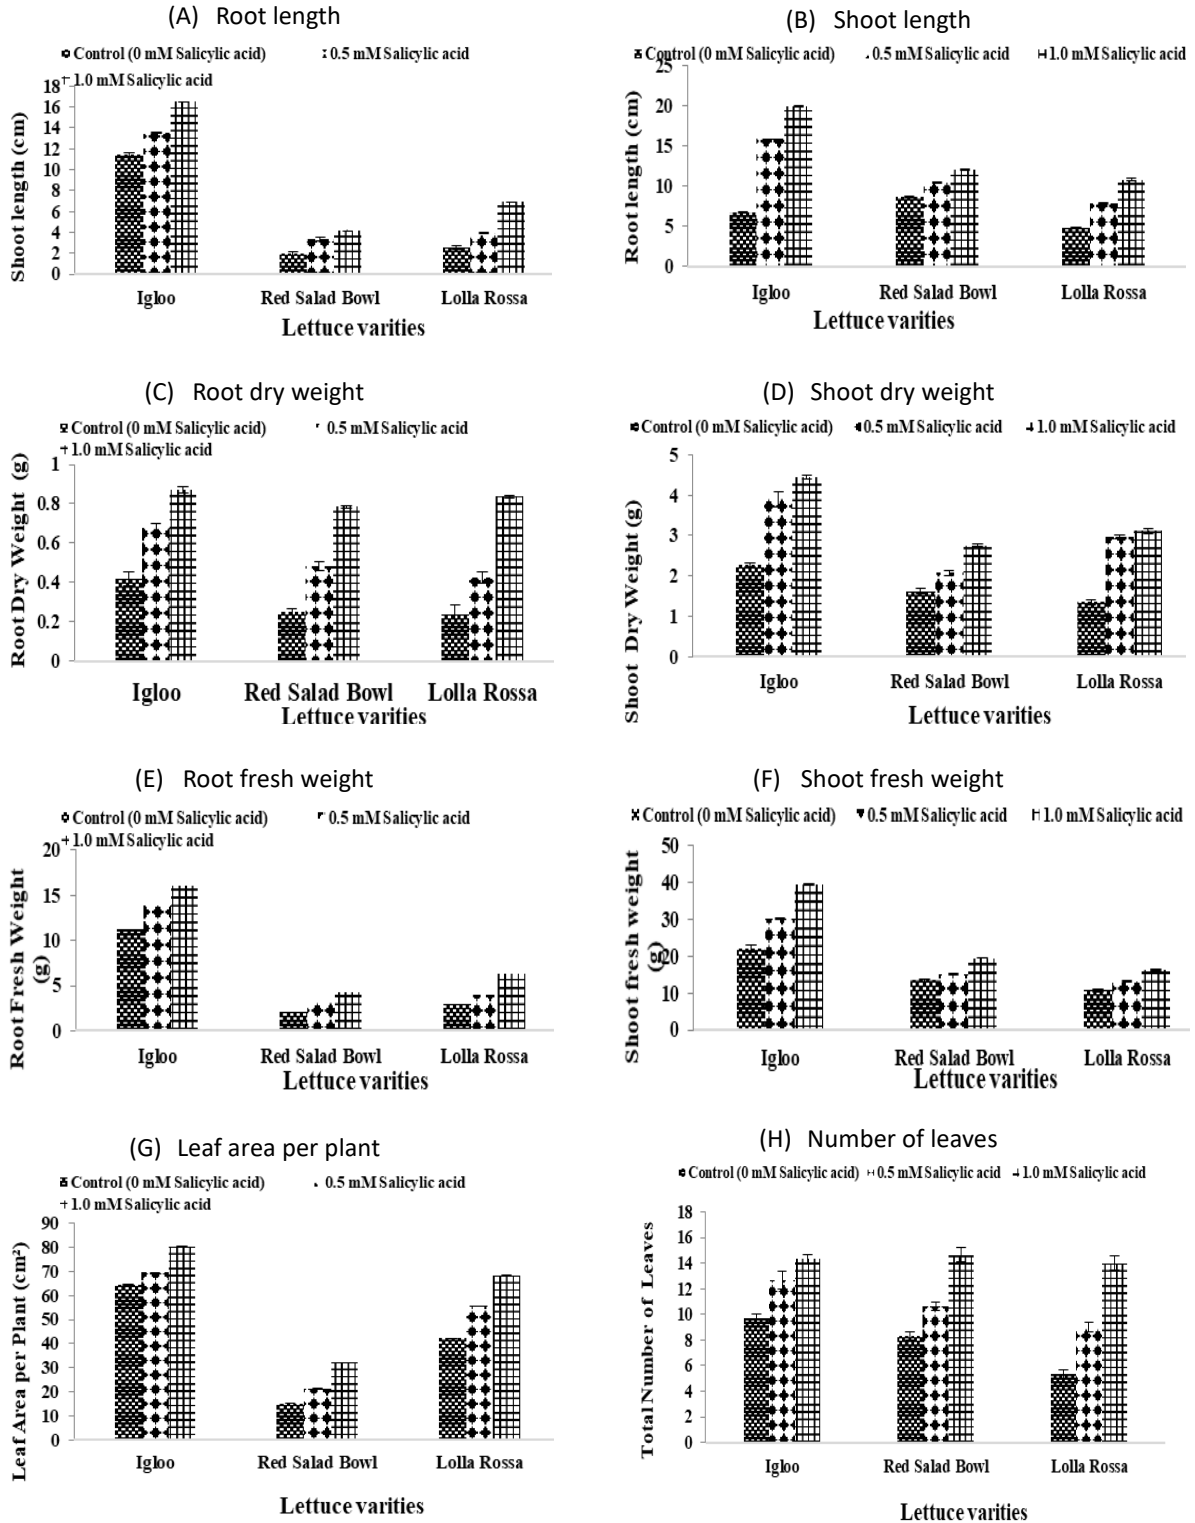 (A) Root length
Control (0 mM Salicylic acid) 0.5 mM Salicylic acid
1.0 mM Salicylic acid
Shoot length (cm)
18
16
14
12
10
8
6
4
2
0
Igloo Red Salad Bowl Lolla Rossa
Lettuce varities
(B) Shoot length
Control (0 mM Salicylic acid) 0.5 mM Salicylic acid 1.0 mM Salicylic acid
Root length (cm)
25
20
15
10
5
0
Igloo Red Salad Bowl Lolla Rossa
Lettuce varities
(C) Root dry weight
Control (0 mM Salicylic acid) 0.5 mM Salicylic acid
1.0 mM Salicylic acid
Root Dry Weight (g)
1
0.8
0.6
0.4
0.2
0
Igloo Red Salad Bowl Lolla Rossa
Lettuce varities
(D) Shoot dry weight
Control (0 mM Salicylic acid) 0.5 mM Salicylic acid 1.0 mM Salicylic acid
Shoot Dry Weight (g)
5
4
3
2
1
0
Igloo Red Salad Bowl Lolla Rossa
Lettuce varities
(E) Root fresh weight
Control (0 mM Salicylic acid) 0.5 mM Salicylic acid
1.0 mM Salicylic acid
Root Fresh Weight
(g)
20
15
10
5
0
Igloo Red Salad Bowl Lolla Rossa
Lettuce varities
(F) Shoot fresh weight
Control (0 mM Salicylic acid) 0.5 mM Salicylic acid 1.0 mM Salicylic acid
Shoot fresh weight
(g)
50
40
30
20
10
0
Igloo Red Salad Bowl Lolla Rossa
Lettuce varities
(G) Leaf area per plant
Control (0 mM Salicylic acid) 0.5 mM Salicylic acid
1.0 mM Salicylic acid
Leaf Area per Plant (cm²)
90
80
70
60
50
40
30
20
10
0
Igloo Red Salad Bowl Lolla Rossa
Lettuce varities
(H) Number of leaves
Control (0 mM Salicylic acid) 0.5 mM Salicylic acid 1.0 mM Salicylic acid
Total Number of Leaves
18
16
14
12
10
8
6
4
2
0
Igloo Red Salad Bowl Lolla Rossa
Lettuce varities